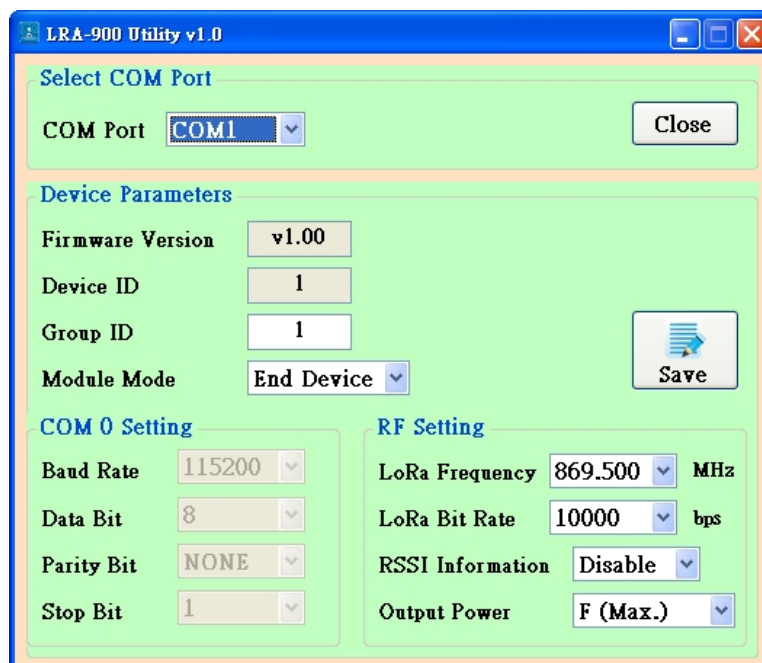 LRA-900 Utility v1.0
Select COM Port
COM Port COM1 Close
Device Parameters
Firmware Version v1.00
Device ID 1
Group ID 1
Module Mode End Device
Save
COM 0 Setting
Baud Rate 115200
Data Bit 8
Parity Bit NONE
Stop Bit 1
RF Setting
LoRa Frequency 869.500 MHz
LoRa Bit Rate 10000 bps
RSSI Information Disable
Output Power F (Max.)